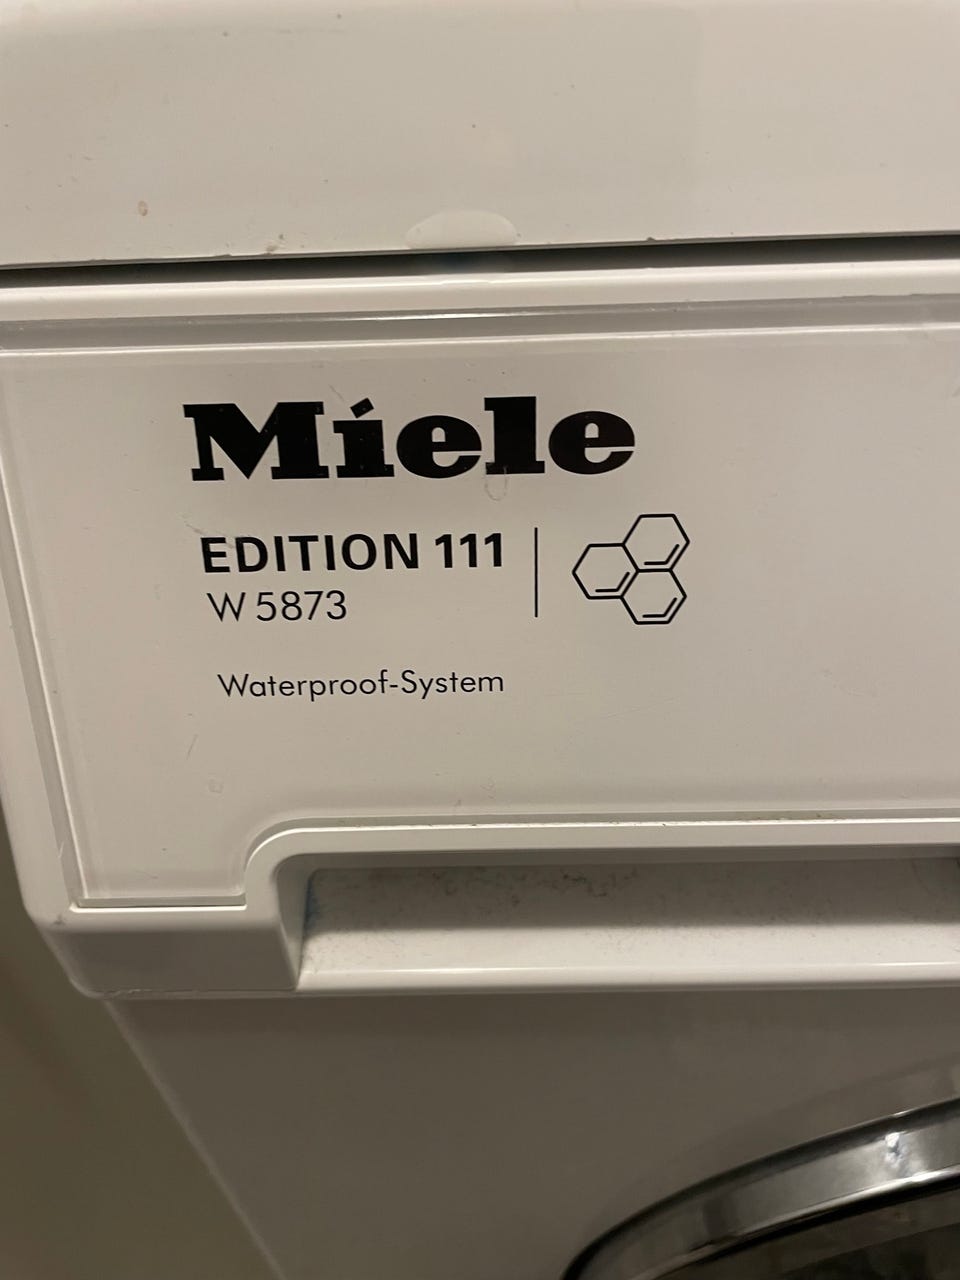 Miele
EDITION 111
W 5873
Waterproof-System